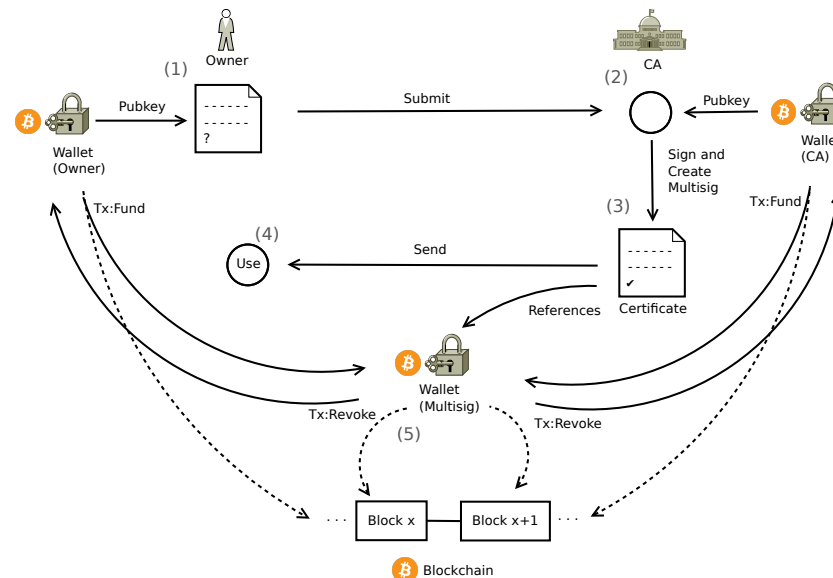 Owner
CA
(1)
(2)
Pubkey
Submit
Pubkey
- - - - - -
- - - - - -
?
Wallet
(Owner)
Sign and
Create
Multisig
(CA)
Tx:Fund
Tx:Fund
(3)
(4)
Send
Use
- - - - - -
- - - - - -
✔
References
Certificate
Wallet
(Multisig)
Tx:Revoke
Tx:Revoke
(5)
. . .
Block x
Block x+1
. . .
Blockchain